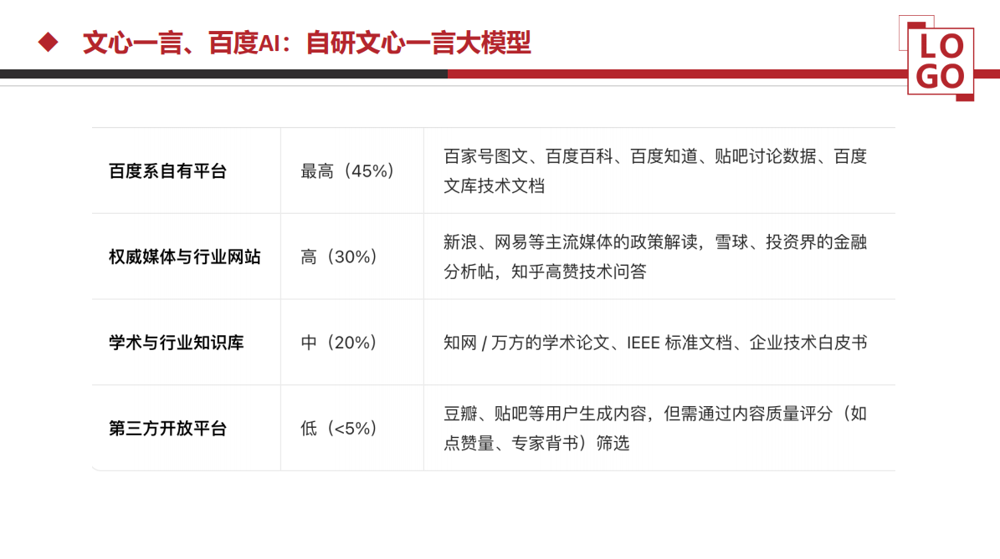 文心一言、百度AI：自研文心一言大模型
LO
GO
百度系自有平台
最高（45%）
百家号图文、百度百科、百度知道、贴吧讨论数据、百度
文库技术文档
权威媒体与行业网站
高（30%）
新浪、网易等主流媒体的政策解读，雪球、投资界的金融
分析帖，知乎高赞技术问答
学术与行业知识库
中（20%）
知网 / 万方的学术论文、IEEE 标准文档、企业技术白皮书
第三方开放平台
低（<5%）
豆瓣、贴吧等用户生成内容，但需通过内容质量评分（如
点赞量、专家背书）筛选